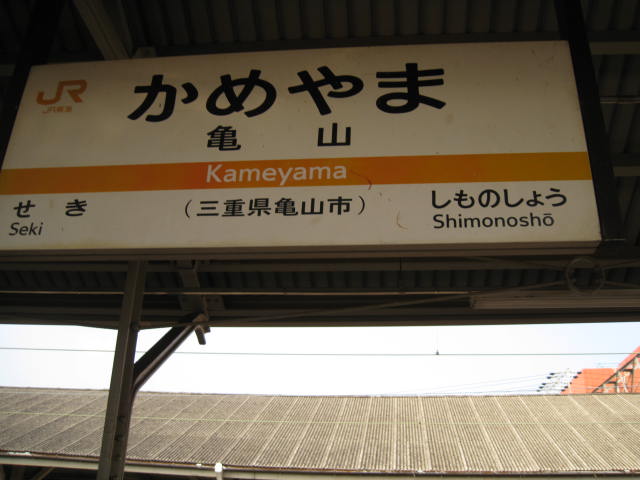 JR
JR東海
かめやま
亀山
Kameyama
せき
Seki
(三重県亀山市)
しものしょう
Shimonoshō